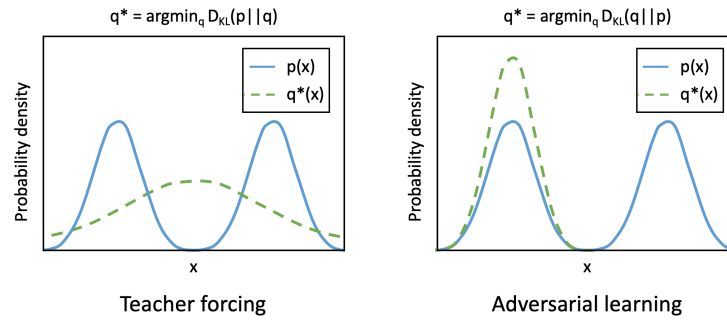 q* = argmin_q D_KL(p||q)
p(x)
q*(x)
Probability density
x
Teacher forcing
q* = argmin_q D_KL(q||p)
p(x)
q*(x)
Probability density
x
Adversarial learning